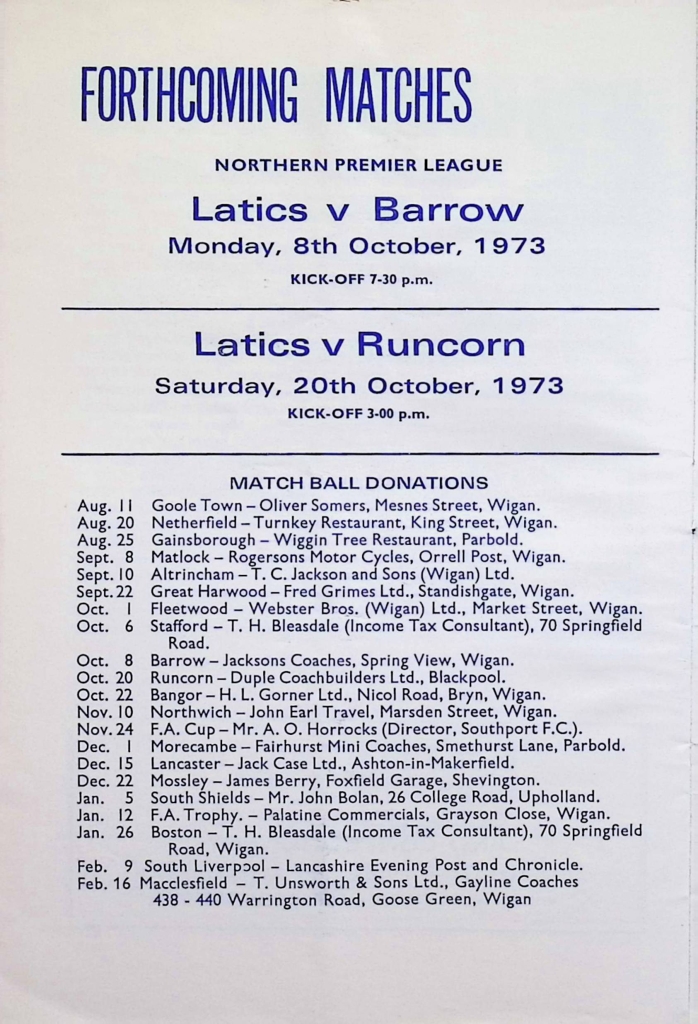 FORTHCOMING MATCHES
NORTHERN PREMIER LEAGUE
Latics v Barrow
Monday, 8th October, 1973
KICK-OFF 7-30 p.m.
Latics v Runcorn
Saturday, 20th October, 1973
KICK-OFF 3-00 p.m.
MATCH BALL DONATIONS
Aug. 11 Goole Town – Oliver Somers, Mesnes Street, Wigan.
Aug. 20 Netherfield – Turnkey Restaurant, King Street, Wigan.
Aug. 25 Gainsborough – Wiggin Tree Restaurant, Parbold.
Sept. 8 Matlock – Rogersons Motor Cycles, Orrell Post, Wigan.
Sept. 10 Altrincham – T. C. Jackson and Sons (Wigan) Ltd.
Sept. 22 Great Harwood – Fred Grimes Ltd., Standishgate, Wigan.
Oct. 1 Fleetwood – Webster Bros. (Wigan) Ltd., Market Street, Wigan.
Oct. 6 Stafford – T. H. Bleasdale (Income Tax Consultant), 70 Springfield
Road.
Oct. 8 Barrow – Jacksons Coaches, Spring View, Wigan.
Oct. 20 Runcorn – Duple Coachbuilders Ltd., Blackpool.
Oct. 22 Bangor – H. L. Gorner Ltd., Nicol Road, Bryn, Wigan.
Nov. 10 Northwich – John Earl Travel, Marsden Street, Wigan.
Nov. 24 F.A. Cup – Mr. A. O. Horrocks (Director, Southport F.C.).
Dec. 1 Morecambe – Fairhurst Mini Coaches, Smethurst Lane, Parbold.
Dec. 15 Lancaster – Jack Case Ltd., Ashton-in-Makerfield.
Dec. 22 Mossley – James Berry, Foxfield Garage, Shevington.
Jan. 5 South Shields – Mr. John Bolan, 26 College Road, Upholland.
Jan. 12 F.A. Trophy. – Palatine Commercials, Grayson Close, Wigan.
Jan. 26 Boston – T. H. Bleasdale (Income Tax Consultant), 70 Springfield
Road, Wigan.
Feb. 9 South Liverpool – Lancashire Evening Post and Chronicle.
Feb. 16 Macclesfield – T. Unsworth & Sons Ltd., Gayline Coaches
438 - 440 Warrington Road, Goose Green, Wigan